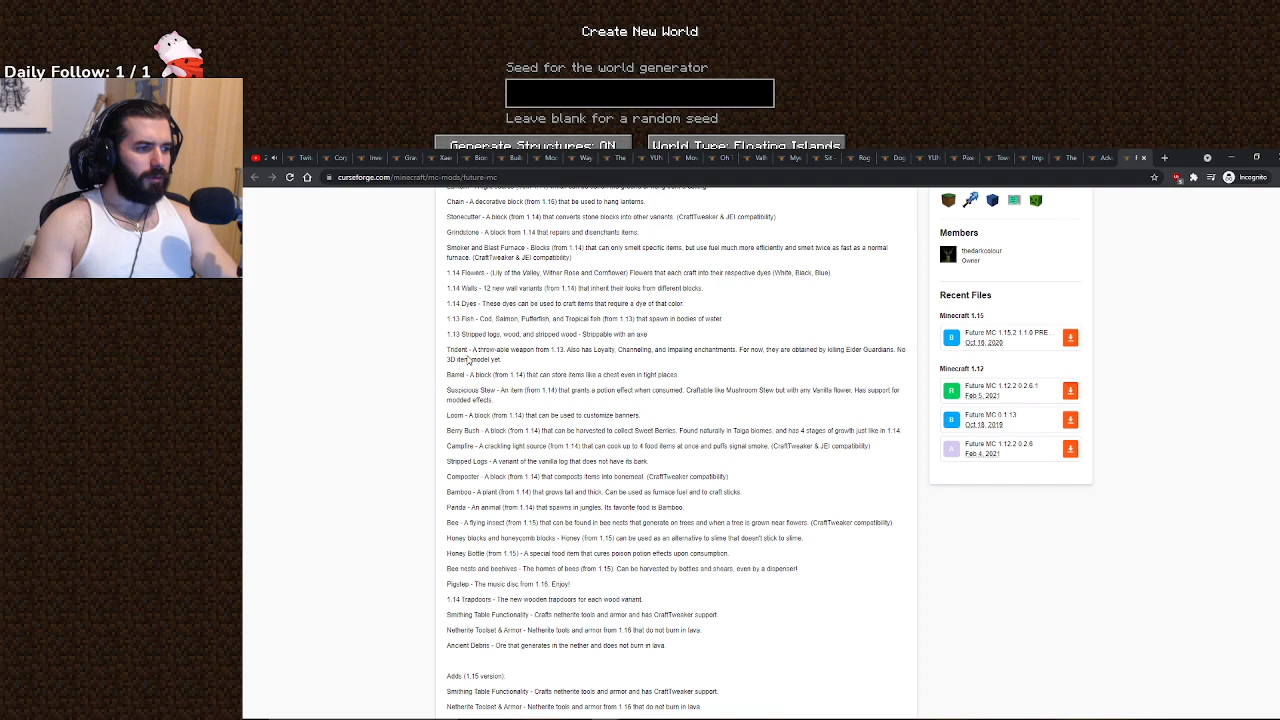 Create New World
Seed for the world generator
Leave blank for a random seed
Generate Structures: ON
World Type: Floating Islands
Daily Follow: 1 / 1
Twit
Inve
Xae
Bion
Buil
Way
The
YUN
Oh
Sit -
Rog
Dog
YUN
Pixe
Tow
Imp
The
Adv
curseforge.com/minecraft/mc-mods/future-mc
Incognito
Chain - A decorative block (from 1.16) that can be used to hang lanterns.
Stonecutter - A block (from 1.14) that converts stone blocks into other variants. (CraftTweaker & JEI compatibility)
Grindstone - A block from 1.14 that repairs and disenchants items.
Smoker and Blast Furnace - Blocks (from 1.14) that can only smelt specific items, but use fuel much more efficiently and smelt twice as fast as a normal
furnace. (CraftTweaker & JEI compatibility)
1.14 Flowers - (Lily of the Valley, Wither Rose and Cornflower) Flowers that each craft into their respective dyes (White, Black, Blue)
1.14 Walls - 12 new wall variants (from 1.14) that inherit their looks from different blocks.
1.14 Dyes - These dyes can be used to craft items that require a dye of that color.
1.13 Fish - Cod, Salmon, Pufferfish, and Tropical fish (from 1.13) that spawn in bodies of water.
1.13 Stripped logs, wood, and stripped wood - Strippable with an axe
Trident - A throw-able weapon from 1.13. Also has Loyalty, Channeling, and Impaling enchantments. For now, they are obtained by killing Elder Guardians. No
3D item model yet.
Barrel - A block (from 1.14) that can store items like a chest even in tight places.
Suspicious Stew - An item (from 1.14) that grants a potion effect when consumed. Craftable like Mushroom Stew but with any Vanilla flower. Has support for
modded effects.
Loom - A block (from 1.14) that can be used to customize banners.
Berry Bush - A block (from 1.14) that can be harvested to collect Sweet Berries. Found naturally in Taiga biomes, and has 4 stages of growth just like in 1.14.
Campfire - A crackling light source (from 1.14) that can cook up to 4 food items at once and puffs signal smoke. (CraftTweaker & JEI compatibility)
Stripped Logs - A variant of the vanilla log that does not have its bark.
Composter - A block (from 1.14) that composts items into bonemeal. (CraftTweaker compatibility)
Bamboo - A plant (from 1.14) that grows tall and thick. Can be used as furnace fuel and to craft sticks.
Panda - An animal (from 1.14) that spawns in jungles. Its favorite food is Bamboo.
Bee - A flying insect (from 1.15) that can be found in bee nests that generate on trees and when a tree is grown near flowers. (CraftTweaker compatibility)
Honey blocks and honeycomb blocks - Honey (from 1.15) can be used as an alternative to slime that doesn't stick to slime.
Honey Bottle (from 1.15) - A special food item that cures poison potion effects upon consumption.
Bee nests and beehives - The homes of bees (from 1.15). Can be harvested by bottles and shears, even by a dispenser!
Pigstep - The music disc from 1.16. Enjoy!
1.14 Trapdoors - The new wooden trapdoors for each wood variant.
Smithing Table Functionality - Crafts netherite tools and armor and has CraftTweaker support.
Netherite Toolset & Armor - Netherite tools and armor from 1.16 that do not burn in lava.
Ancient Debris - Ore that generates in the nether and does not burn in lava.
Adds (1.15 version):
Smithing Table Functionality - Crafts netherite tools and armor and has CraftTweaker support.
Netherite Toolset & Armor - Netherite tools and armor from 1.16 that do not burn in lava.
Members
thedarkcolour
Owner
Recent Files
Minecraft 1.15
B Future MC 1.15.2 1.1.0 PRE...
Oct 16, 2020
Minecraft 1.12
R Future MC 1.12.2 0.2.6.1
Feb 5, 2021
B Future MC 0.1.13
Oct 18, 2019
A Future MC 1.12.2 0.2.6
Feb 4, 2021